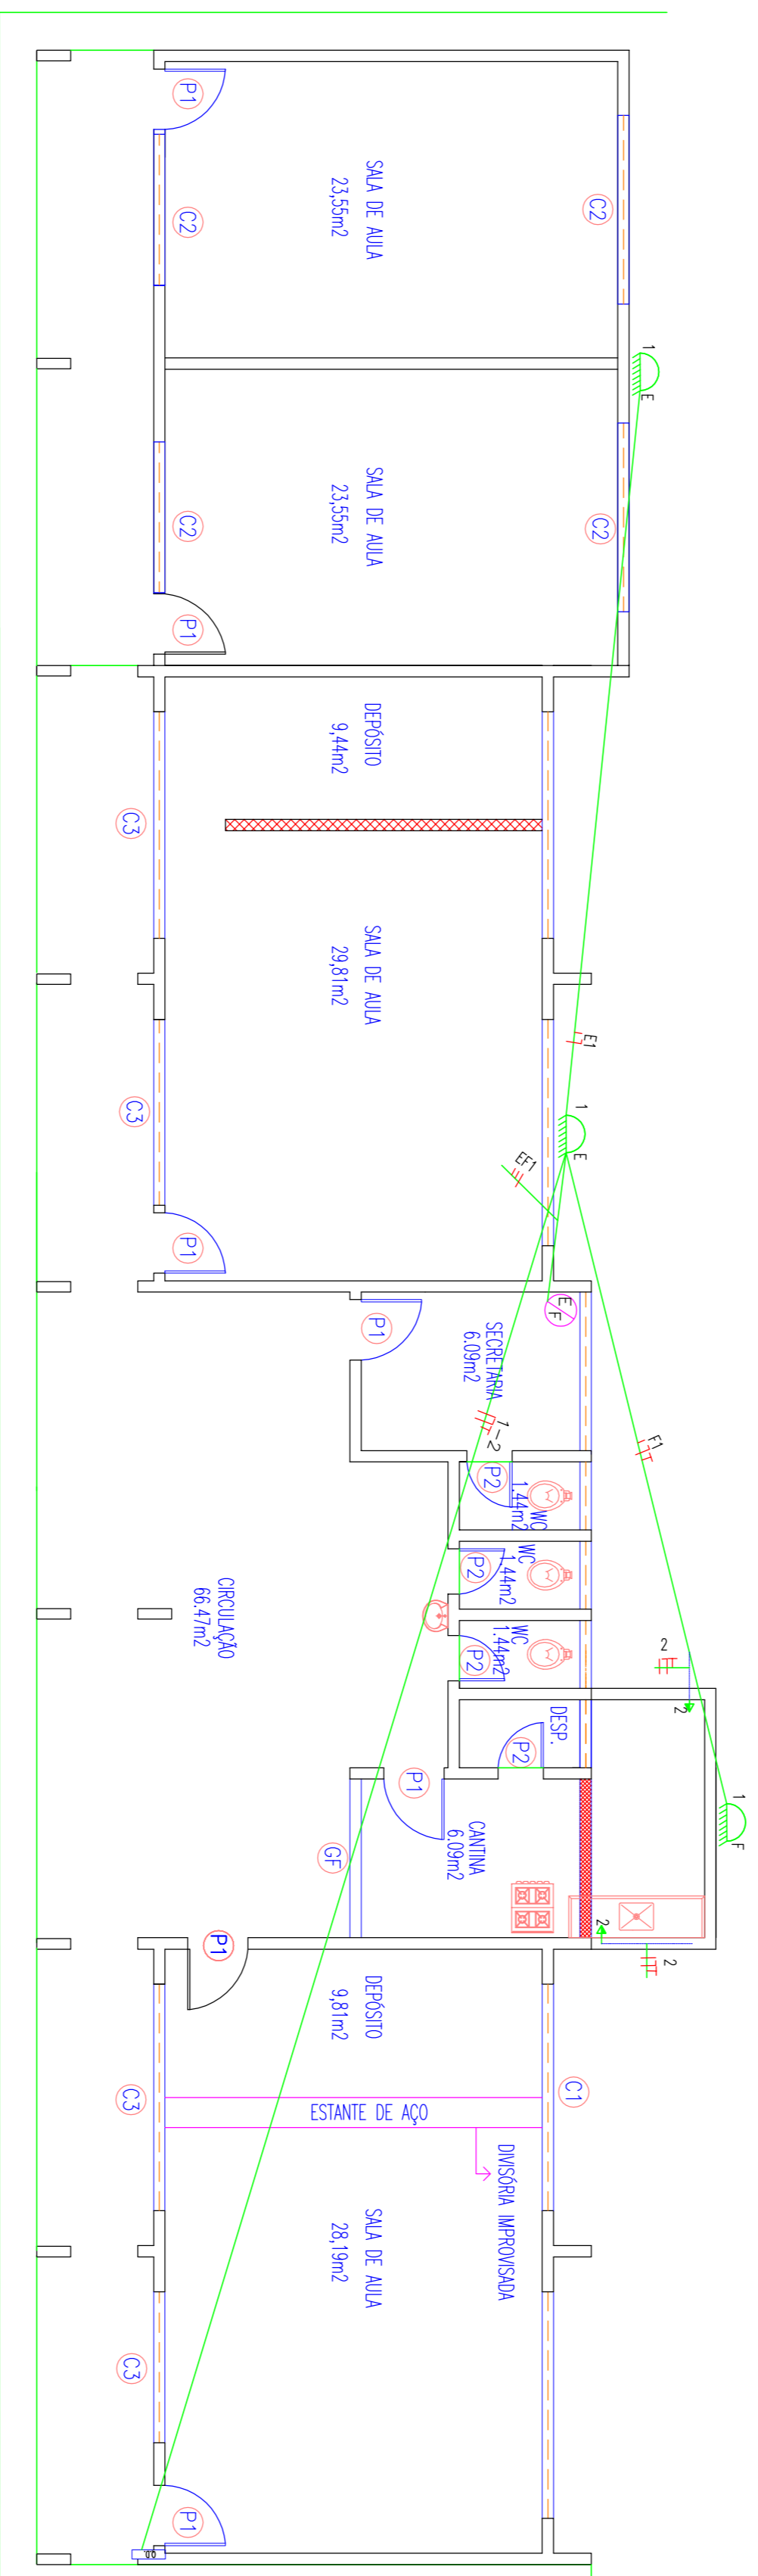 P1
C2
SALA DE AULA
23,55m2
C2
1
E
C2
P1
SALA DE AULA
23,55m2
C2
DEPÓSITO
9,44m2
C3
SALA DE AULA
29,81m2
C3
P1
E1
1
E
EF1
E
F
P1
SECRETARIA
6.09m2
1-2
F1
P2
WC
1.44m2
P2
WC
1.44m2
P2
WC
1.44m2
CIRCULAÇÃO
66.47m2
2
2
DESP.
P2
P1
CANTINA
6.09m2
GF
1
F
2
2
P1
DEPÓSITO
9,81m2
C3
C1
ESTANTE DE AÇO
DIVISÓRIA IMPROVISADA
SALA DE AULA
28,19m2
C3
P1